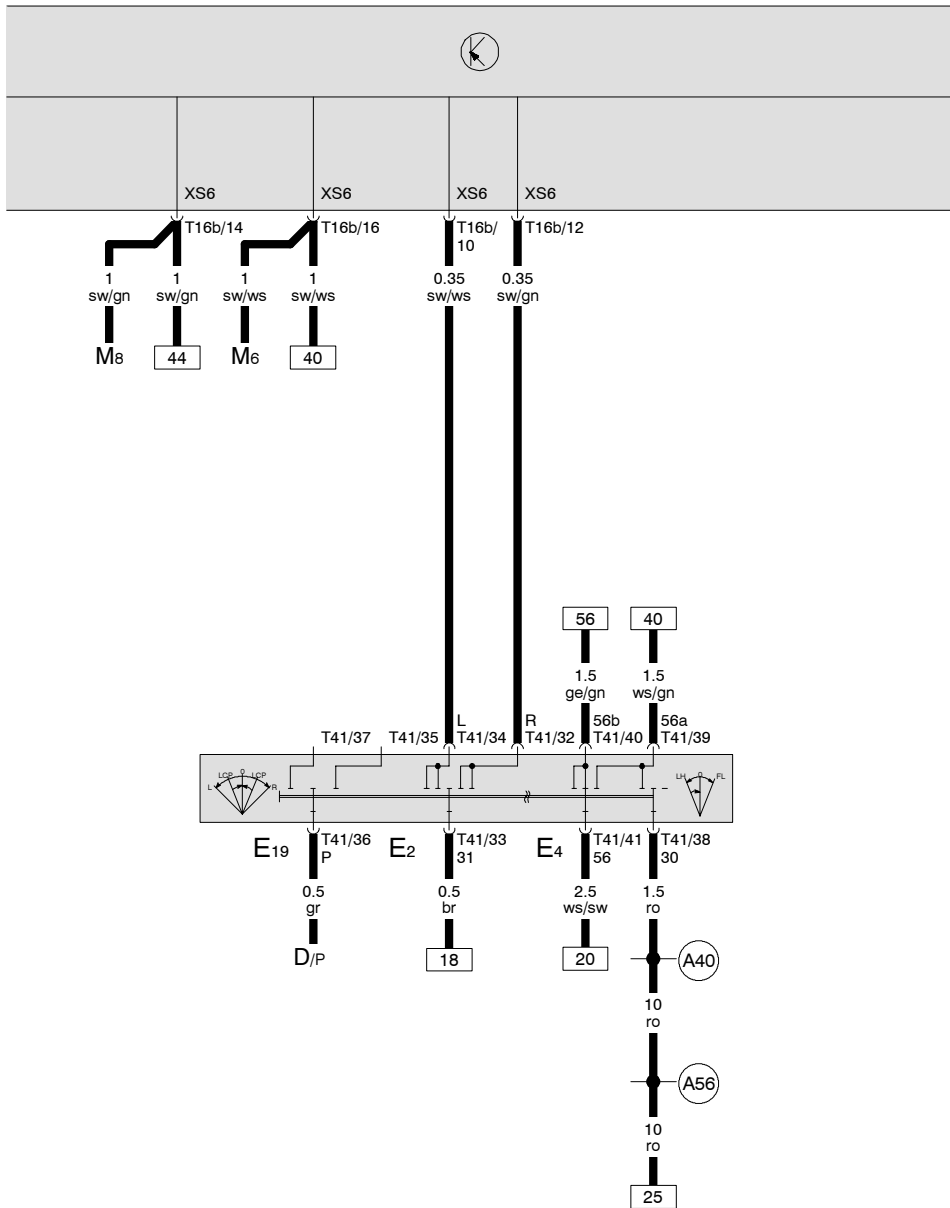 XS6 XS6 XS6 XS6
T16b/14 T16b/16 T16b/ T16b/12
10
1 1 1 1 0.35 0.35
sw/gn sw/gn sw/ws sw/ws sw/ws sw/gn
M8 44 M6 40
56 40
1.5 1.5
ge/gn ws/gn
L R 56b 56a
T41/37 T41/35 T41/34 T41/32 T41/40 T41/39
L LCP 0 LCP R LH 0 FL
E19 T41/36 E2 T41/33 E4 T41/41 T41/38
P 31 56 30
0.5 0.5 2.5 1.5
gr br ws/sw ro
D/P 18 20 A40
10
ro
A56
10
ro
25